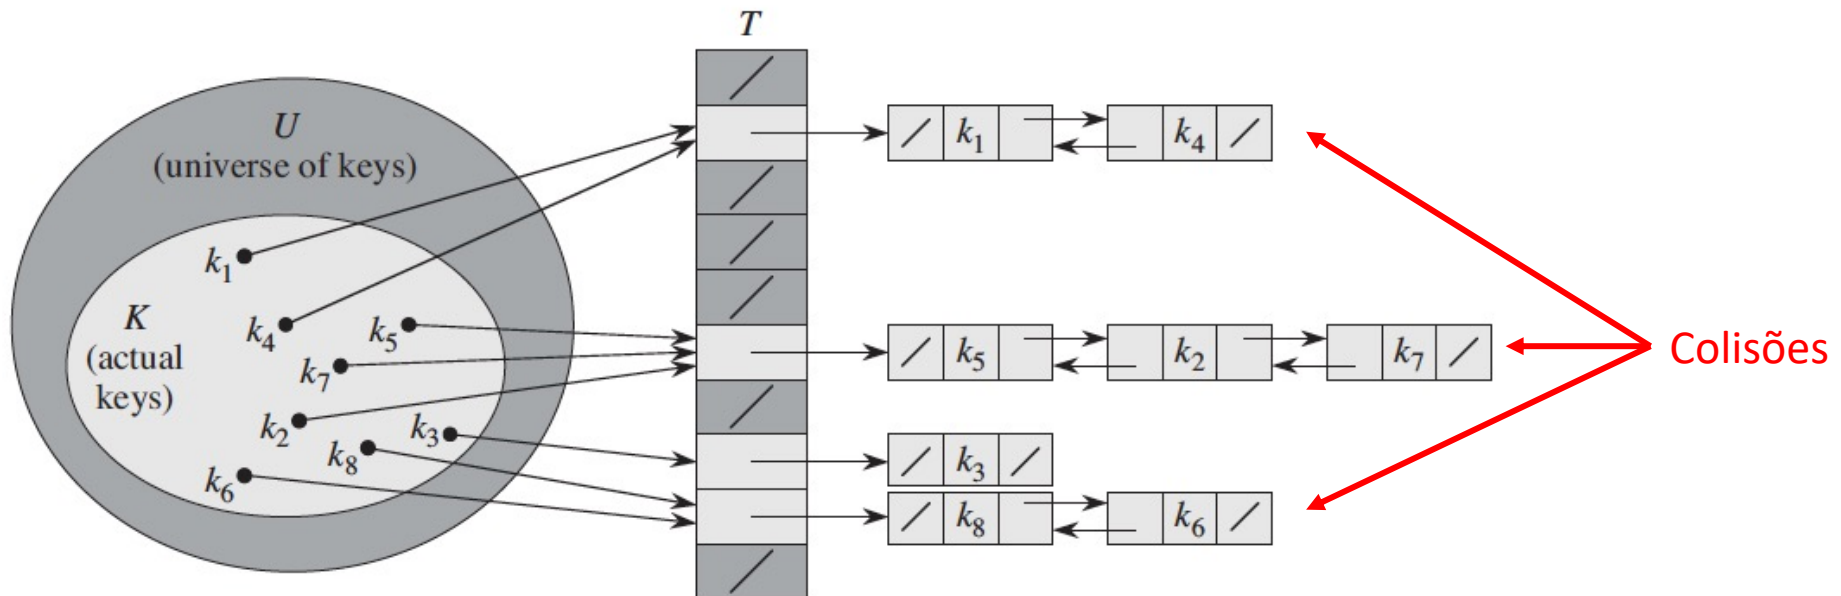 T
U
(universe of keys)
K
(actual
keys)
k1
k4
k5
k7
k2
k3
k8
k6
k1 k4
k5 k2 k7
k3
k8 k6
Colisões